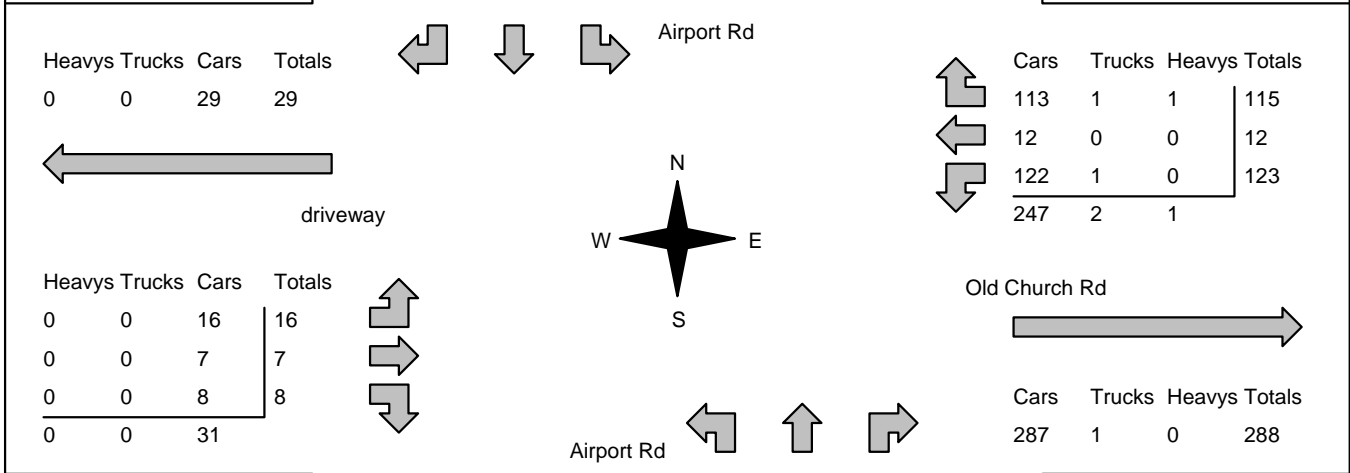 Airport Rd
Heavys Trucks Cars Totals
0 0 29 29
Cars Trucks Heavys Totals
113 1 1 115
12 0 0 12
122 1 0 123
247 2 1
driveway
N
W E
S
Heavys Trucks Cars Totals
0 0 16 16
0 0 7 7
0 0 8 8
0 0 31
Old Church Rd
Cars Trucks Heavys Totals
287 1 0 288
Airport Rd